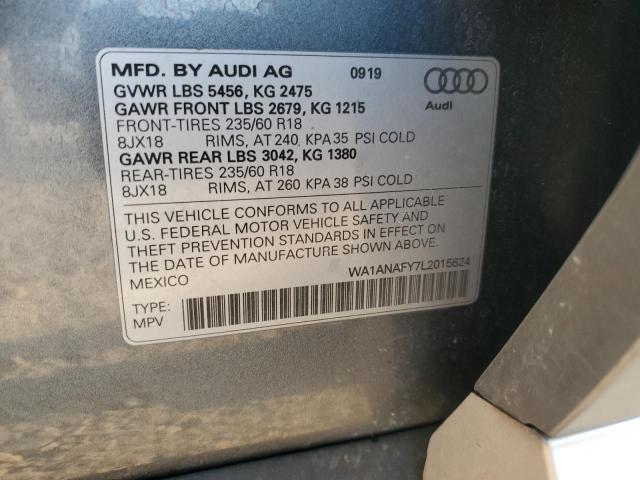 MFD. BY AUDI AG 0919
GVWR LBS 5456, KG 2475
GAWR FRONT LBS 2679, KG 1215
Audi
FRONT-TIRES 235/60 R18
8JX18 RIMS, AT 240, KPA 35 PSI COLD
GAWR REAR LBS 3042, KG 1380
REAR-TIRES 235/60 R18
8JX18 RIMS, AT 260 KPA 38 PSI COLD
THIS VEHICLE CONFORMS TO ALL APPLICABLE
U.S. FEDERAL MOTOR VEHICLE SAFETY AND
THEFT PREVENTION STANDARDS IN EFFECT ON
THE DATE OF MANUFACTURE SHOWN ABOVE.
MEXICO
WA1ANAFY7L2015624
TYPE:
MPV